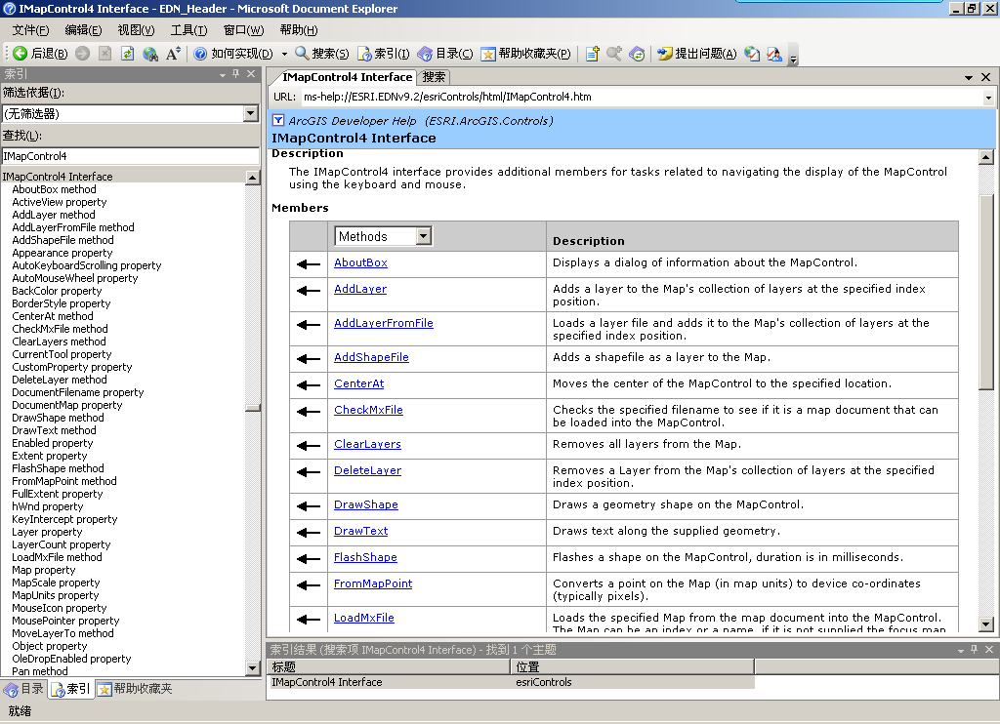 IMapControl4 Interface - EDN_Header - Microsoft Document Explorer
文件(F) 编辑(E) 视图(V) 工具(T) 窗口(W) 帮助(H)
后退(B) 如何实现(D) 搜索(S) 索引(I) 目录(C) 帮助收藏夹(P) 提出问题(A)
索引
筛选依据(I):
(无筛选器)
查找(L):
IMapControl4
IMapControl4 Interface
AboutBox method
ActiveView property
AddLayer method
AddLayerFromFile method
AddShapeFile method
Appearance property
AutoKeyboardScrolling property
AutoMouseWheel property
BackColor property
BorderStyle property
CenterAt method
CheckMxFile method
ClearLayers method
CurrentTool property
CustomProperty property
DeleteLayer method
DocumentFilename property
DocumentMap property
DrawShape method
DrawText method
Enabled property
Extent property
FlashShape method
FromMapPoint method
FullExtent property
hWnd property
KeyIntercept property
Layer property
LayerCount property
LoadMxFile method
Map property
MapScale property
MapUnits property
MouseIcon property
MousePointer property
MoveLayerTo method
Object property
OleDropEnabled property
Pan method
目录 索引 帮助收藏夹
就绪
IMapControl4 Interface 搜索
URL: ms-help://ESRI.EDNv9.2/esriControls/html/IMapControl4.htm
ArcGIS Developer Help (ESRI.ArcGIS.Controls)
IMapControl4 Interface
Description
The IMapControl4 interface provides additional members for tasks related to navigating the display of the MapControl
using the keyboard and mouse.
Members
Methods Description
AboutBox Displays a dialog of information about the MapControl.
AddLayer Adds a layer to the Map's collection of layers at the specified index
position.
AddLayerFromFile Loads a layer file and adds it to the Map's collection of layers at the
specified index position.
AddShapeFile Adds a shapefile as a layer to the Map.
CenterAt Moves the center of the MapControl to the specified location.
CheckMxFile Checks the specified filename to see if it is a map document that can
be loaded into the MapControl.
ClearLayers Removes all layers from the Map.
DeleteLayer Removes a Layer from the Map's collection of layers at the specified
index position.
DrawShape Draws a geometry shape on the MapControl.
DrawText Draws text along the supplied geometry.
FlashShape Flashes a shape on the MapControl, duration is in milliseconds.
FromMapPoint Converts a point on the Map (in map units) to device co-ordinates
(typically pixels).
LoadMxFile Loads the specified Map from the map document into the MapControl.
The Map can be an index or a name, if it is not supplied the focus map
索引结果 (搜索项 IMapControl4 Interface) - 找到 1 个主题
标题 位置
IMapControl4 Interface esriControls